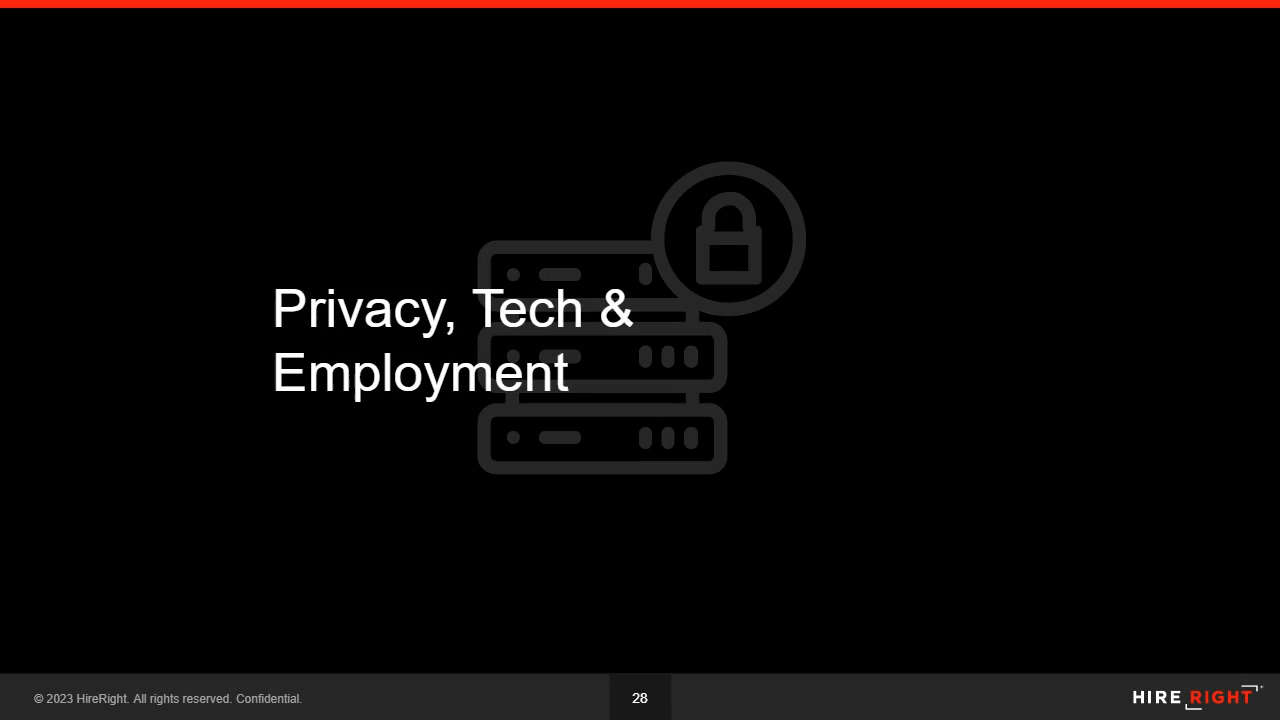 Privacy, Tech &
Employment
© 2023 HireRight. All rights reserved. Confidential.
28
HIRE RIGHT